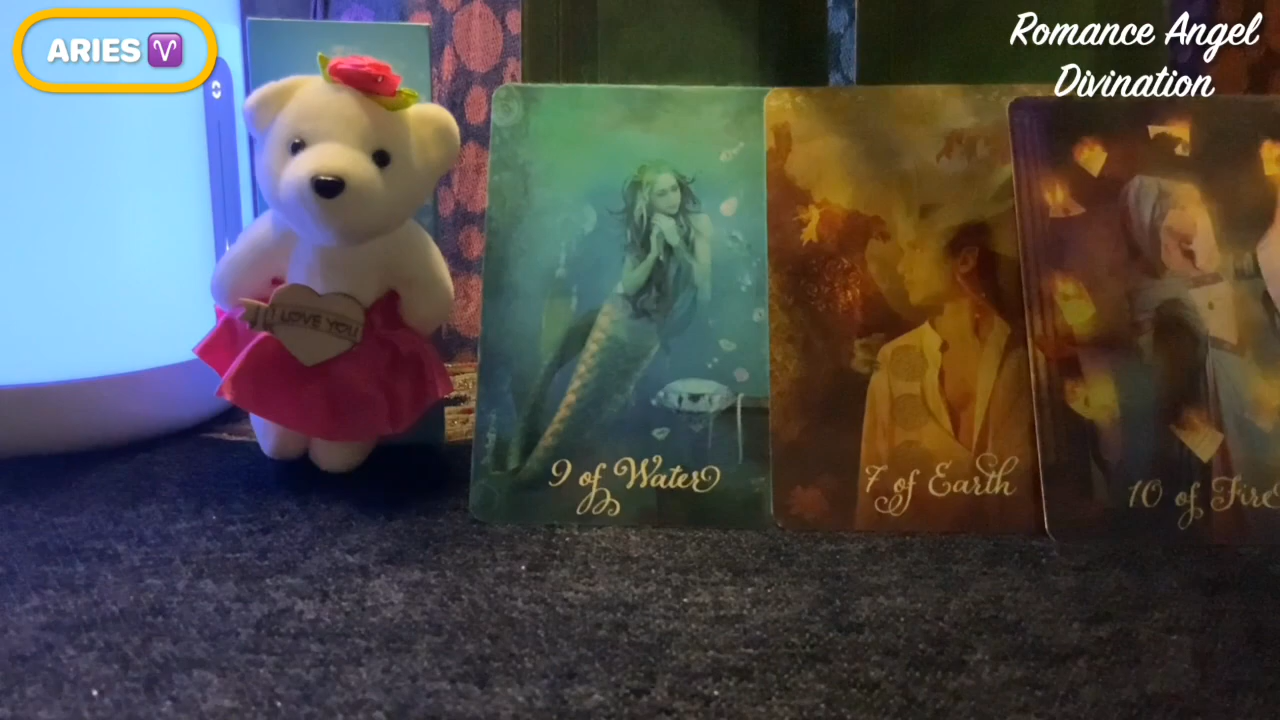 ARIES ♈
Romance Angel
Divination
I LOVE YOU
9 of Water
7 of Earth
10 of Fire